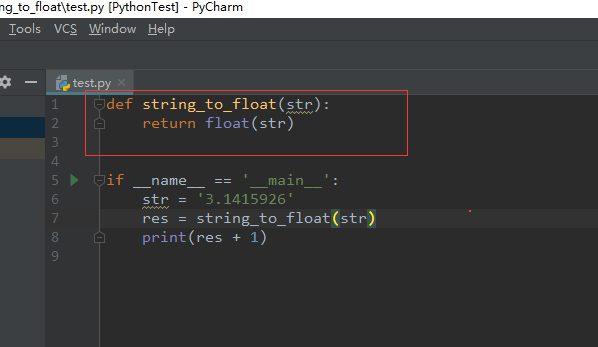 ng_to_float\test.py [PythonTest] - PyCharm
Tools VCS Window Help
test.py
1 def string_to_float(str):
2     return float(str)
3
4
5 if __name__ == '__main__':
6     str = '3.1415926'
7     res = string_to_float(str)
8     print(res + 1)
9